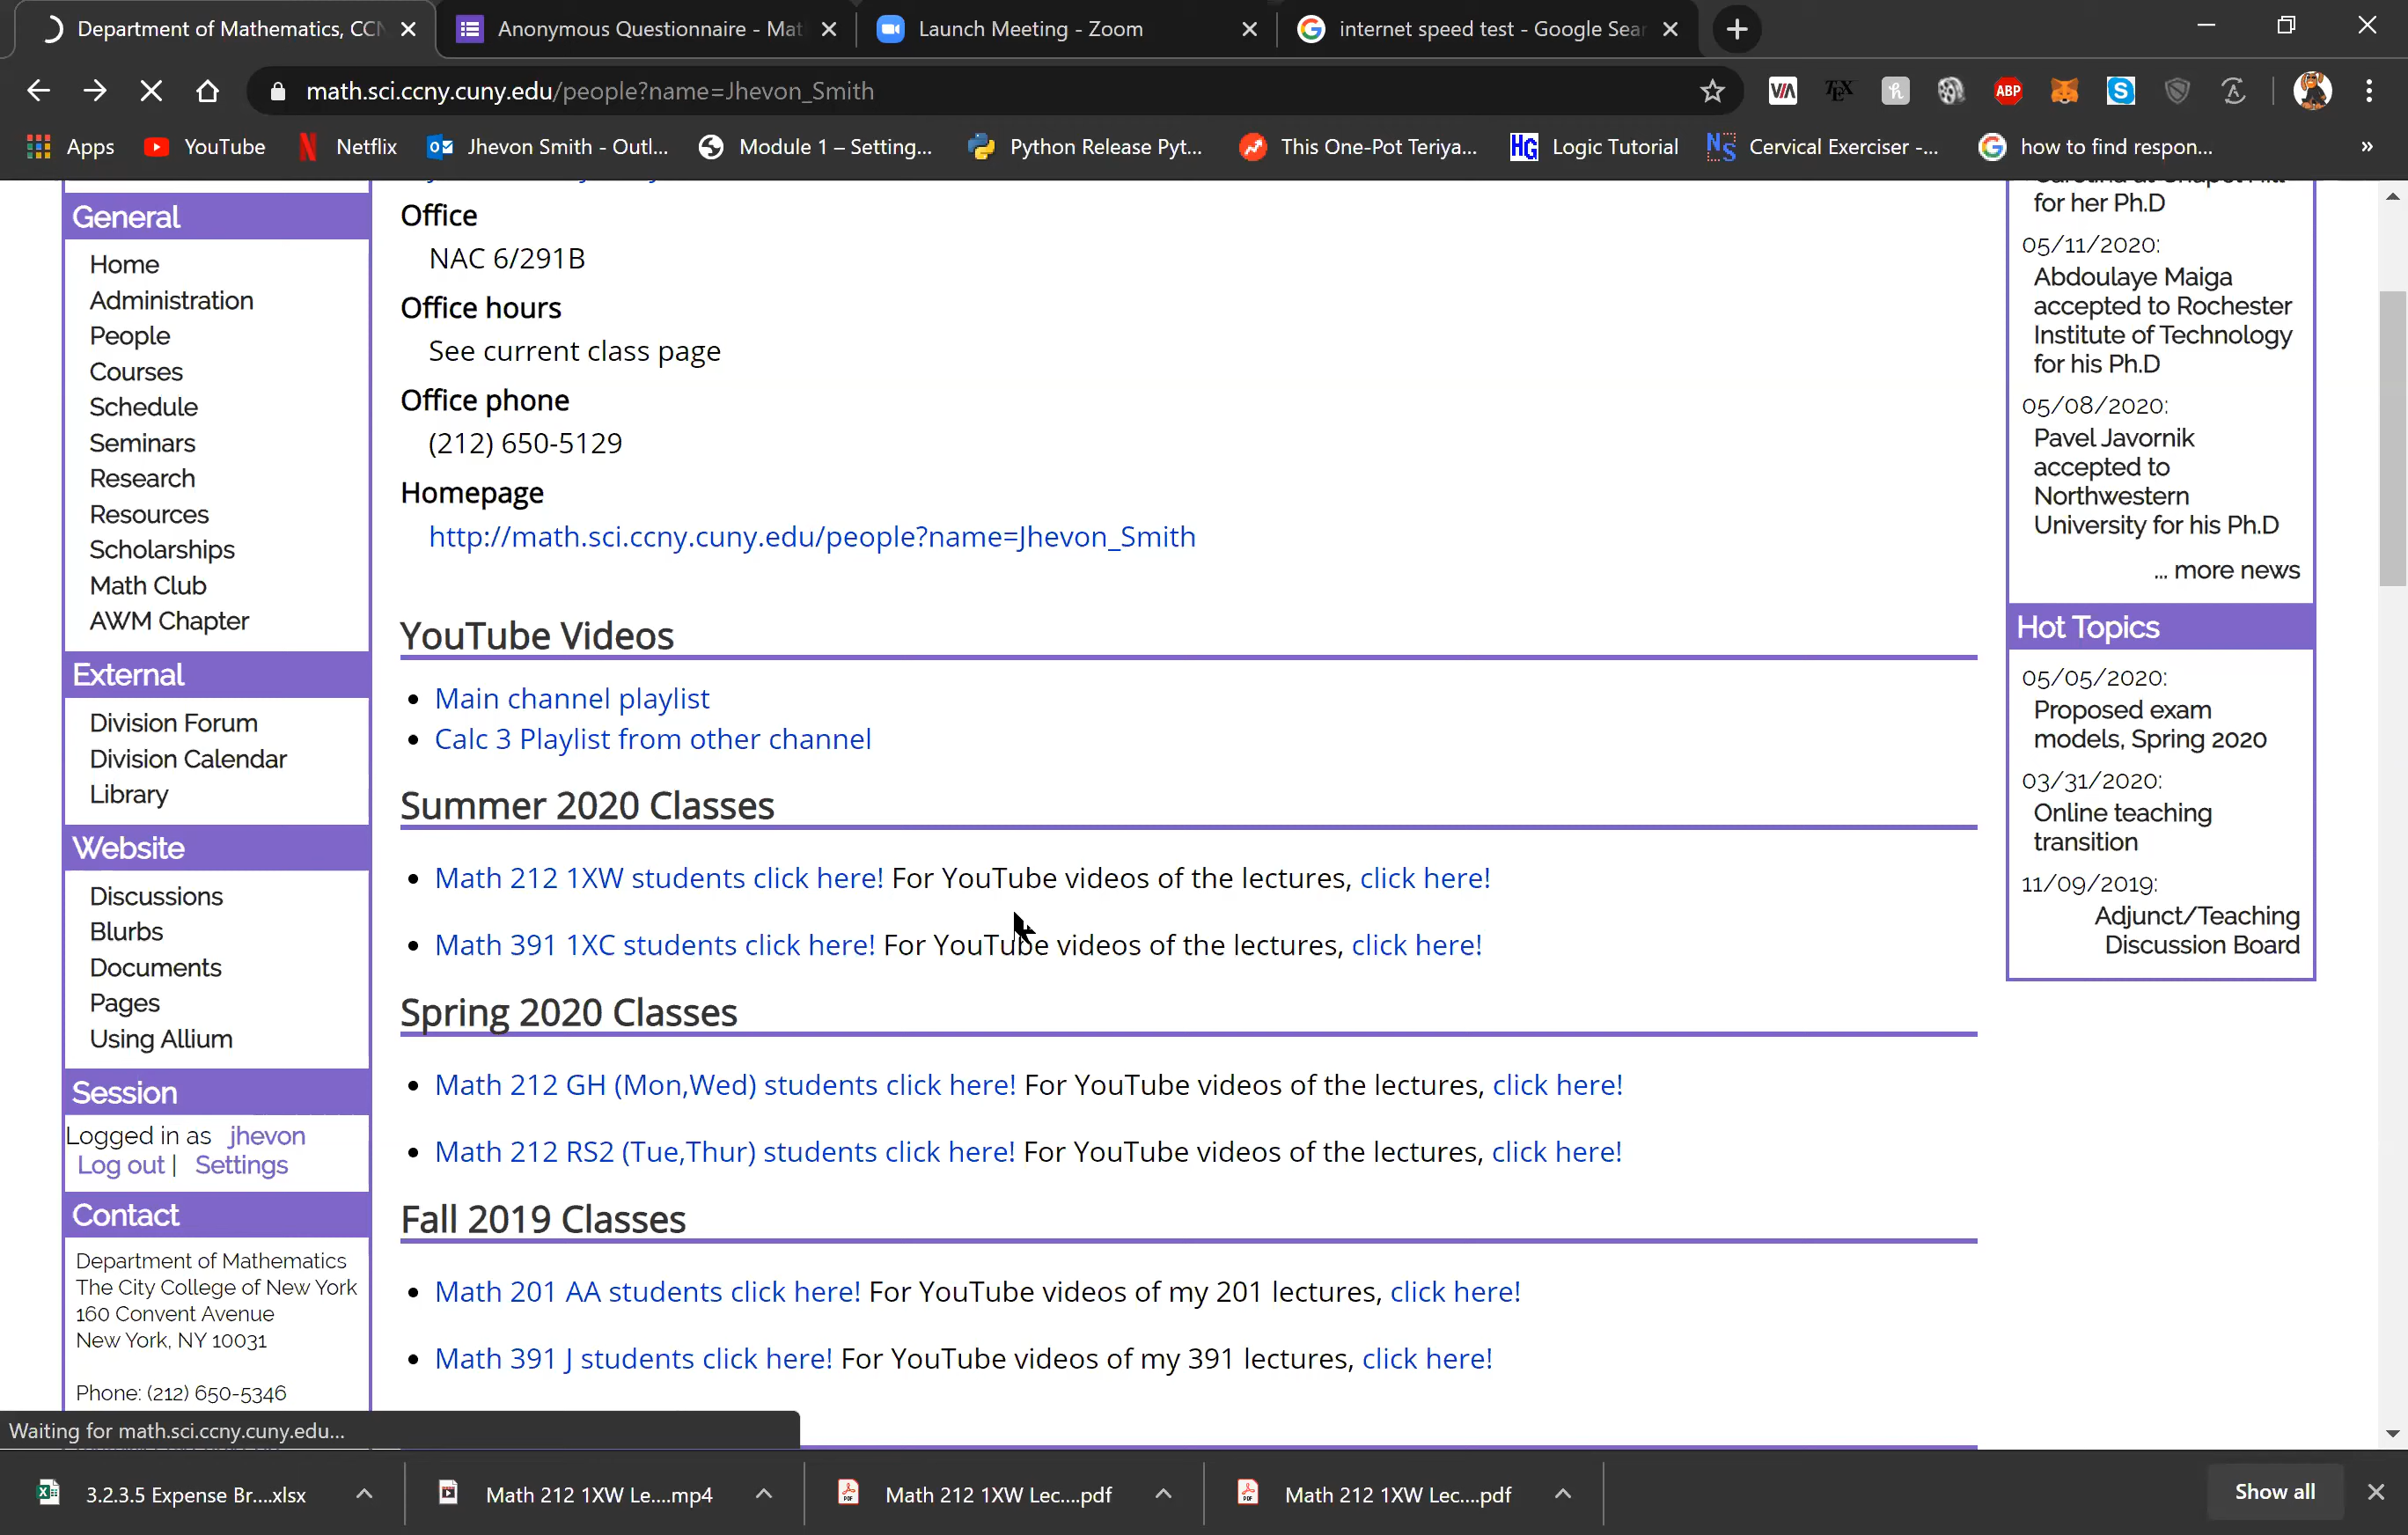 Department of Mathematics, CCN
Anonymous Questionnaire - Mat
Launch Meeting - Zoom
internet speed test - Google Sear
math.sci.ccny.cuny.edu/people?name=Jhevon_Smith
Apps
YouTube
Netflix
Jhevon Smith - Outl...
Module 1 – Setting...
Python Release Pyt...
This One-Pot Teriya...
Logic Tutorial
Cervical Exerciser -...
how to find respon...
»
General
Home
Administration
People
Courses
Schedule
Seminars
Research
Resources
Scholarships
Math Club
AWM Chapter
External
Division Forum
Division Calendar
Library
Website
Discussions
Blurbs
Documents
Pages
Using Allium
Session
Logged in as jhevon
Log out | Settings
Contact
Department of Mathematics
The City College of New York
160 Convent Avenue
New York, NY 10031
Phone: (212) 650-5346
Office
NAC 6/291B
Office hours
See current class page
Office phone
(212) 650-5129
Homepage
http://math.sci.ccny.cuny.edu/people?name=Jhevon_Smith
YouTube Videos
• Main channel playlist
• Calc 3 Playlist from other channel
Summer 2020 Classes
• Math 212 1XW students click here! For YouTube videos of the lectures, click here!
• Math 391 1XC students click here! For YouTube videos of the lectures, click here!
Spring 2020 Classes
• Math 212 GH (Mon,Wed) students click here! For YouTube videos of the lectures, click here!
• Math 212 RS2 (Tue,Thur) students click here! For YouTube videos of the lectures, click here!
Fall 2019 Classes
• Math 201 AA students click here! For YouTube videos of my 201 lectures, click here!
• Math 391 J students click here! For YouTube videos of my 391 lectures, click here!
for her Ph.D
05/11/2020:
Abdoulaye Maiga
accepted to Rochester
Institute of Technology
for his Ph.D
05/08/2020:
Pavel Javornik
accepted to
Northwestern
University for his Ph.D
... more news
Hot Topics
05/05/2020:
Proposed exam
models, Spring 2020
03/31/2020:
Online teaching
transition
11/09/2019:
Adjunct/Teaching
Discussion Board
Waiting for math.sci.ccny.cuny.edu...
3.2.3.5 Expense Br....xlsx
Math 212 1XW Le....mp4
Math 212 1XW Lec....pdf
Math 212 1XW Lec....pdf
Show all